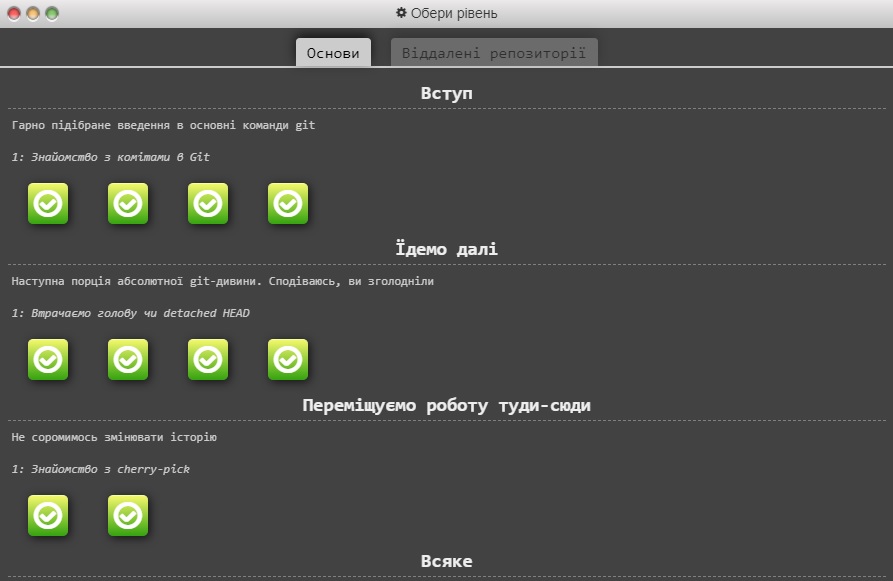 Обери рівень
Основи Віддалені репозиторії
Вступ
Гарно підібране введення в основні команди git
1: Знайомство з комітами в Git
Їдемо далі
Наступна порція абсолютної git-дивини. Сподіваюсь, ви зголодніли
1: Втрачаємо голову чи detached HEAD
Переміщуємо роботу туди-сюди
Не соромимось змінювати історію
1: Знайомство з cherry-pick
Всяке